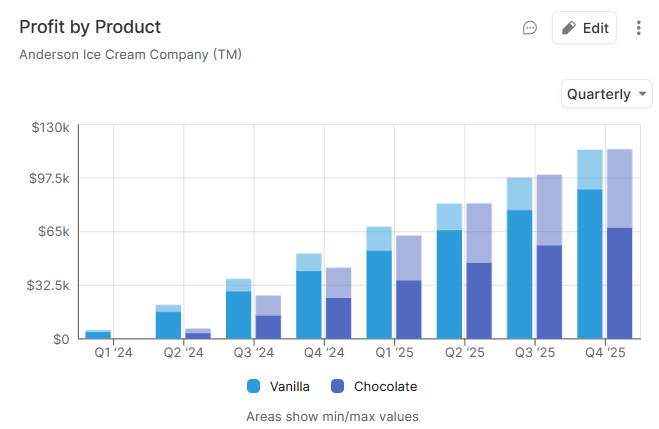 Profit by Product
Edit
Anderson Ice Cream Company (TM)
Quarterly
$130k
$97.5k
$65k
$32.5k
$0
Q1 '24 Q2 '24 Q3 '24 Q4 '24 Q1 '25 Q2 '25 Q3 '25 Q4 '25
Vanilla Chocolate
Areas show min/max values